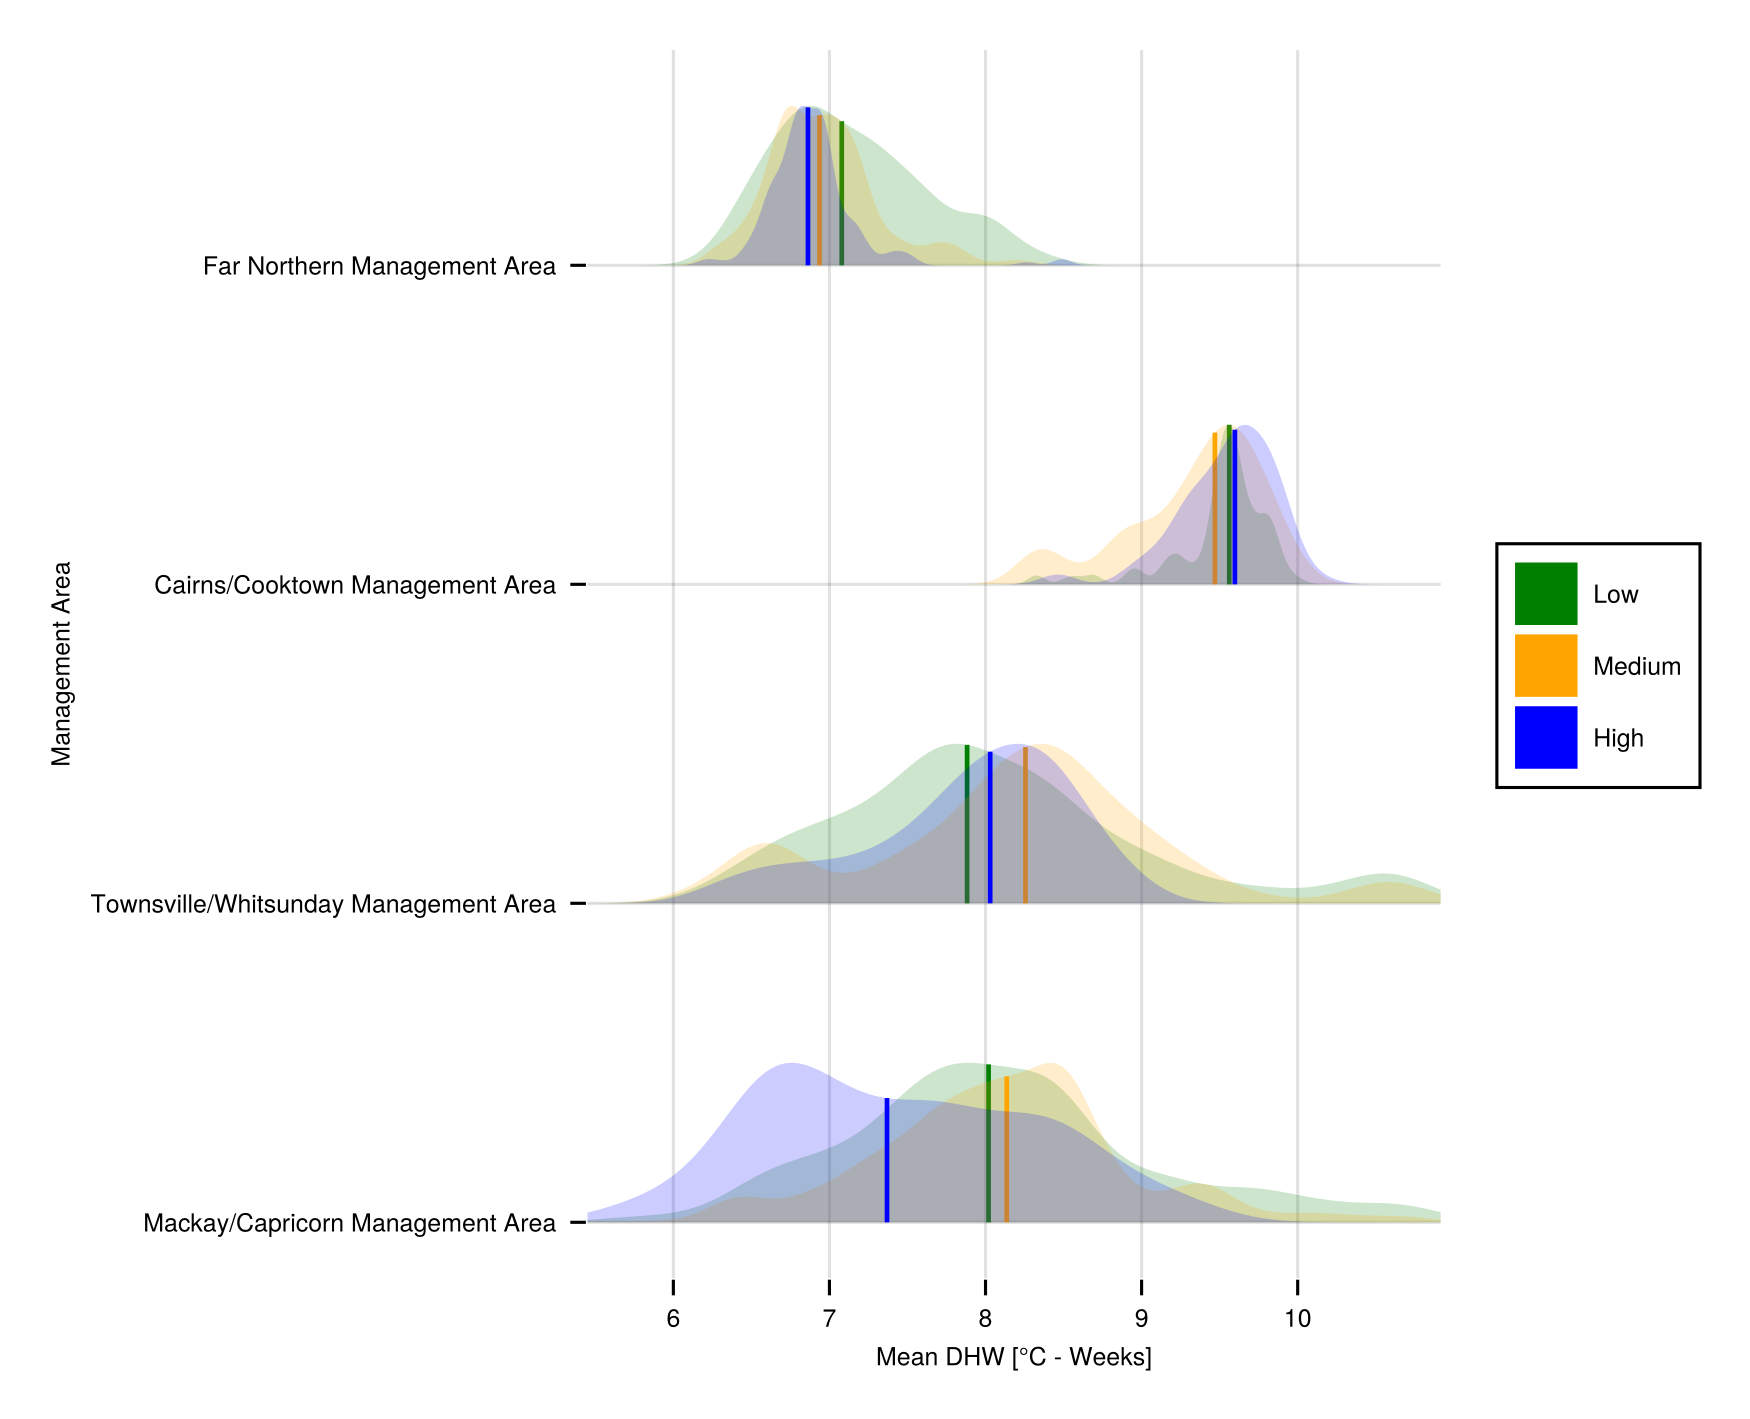 Far Northern Management Area
Cairns/Cooktown Management Area
Townsville/Whitsunday Management Area
Mackay/Capricorn Management Area
Management Area
6 7 8 9 10
Mean DHW [°C - Weeks]
Low
Medium
High